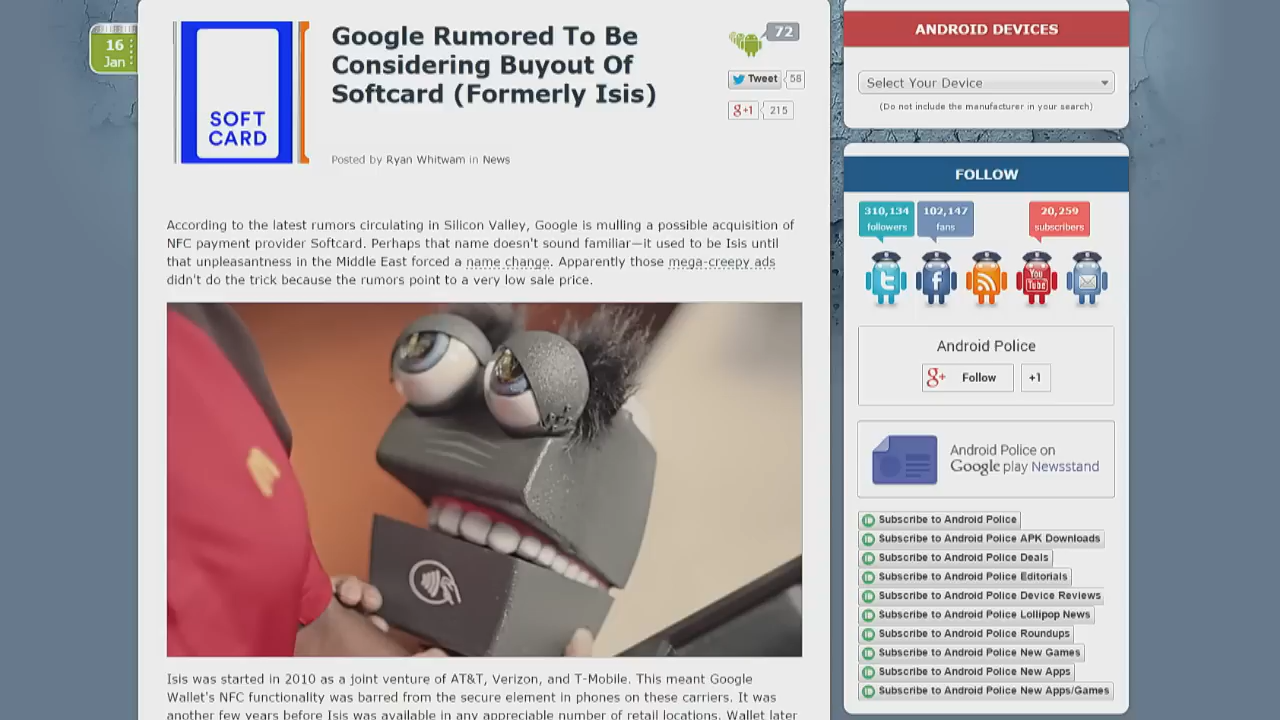 16
Jan
SOFT
CARD
Google Rumored To Be
Considering Buyout Of
Softcard (Formerly Isis)
Posted by Ryan Whitwam in News
72
Tweet 58
g+1 215
According to the latest rumors circulating in Silicon Valley, Google is mulling a possible acquisition of
NFC payment provider Softcard. Perhaps that name doesn't sound familiar—it used to be Isis until
that unpleasantness in the Middle East forced a name change. Apparently those mega-creepy ads
didn't do the trick because the rumors point to a very low sale price.
Isis was started in 2010 as a joint venture of AT&T, Verizon, and T-Mobile. This meant Google
Wallet's NFC functionality was barred from the secure element in phones on these carriers. It was
another few years before Isis was available in any appreciable number of retail locations. Wallet later
ANDROID DEVICES
Select Your Device
(Do not include the manufacturer in your search)
FOLLOW
310,134 102,147 20,259
followers fans subscribers
You
Tube
Android Police
g+ Follow +1
Android Police on
Google play Newsstand
Subscribe to Android Police
Subscribe to Android Police APK Downloads
Subscribe to Android Police Deals
Subscribe to Android Police Editorials
Subscribe to Android Police Device Reviews
Subscribe to Android Police Lollipop News
Subscribe to Android Police Roundups
Subscribe to Android Police New Games
Subscribe to Android Police New Apps
Subscribe to Android Police New Apps/Games